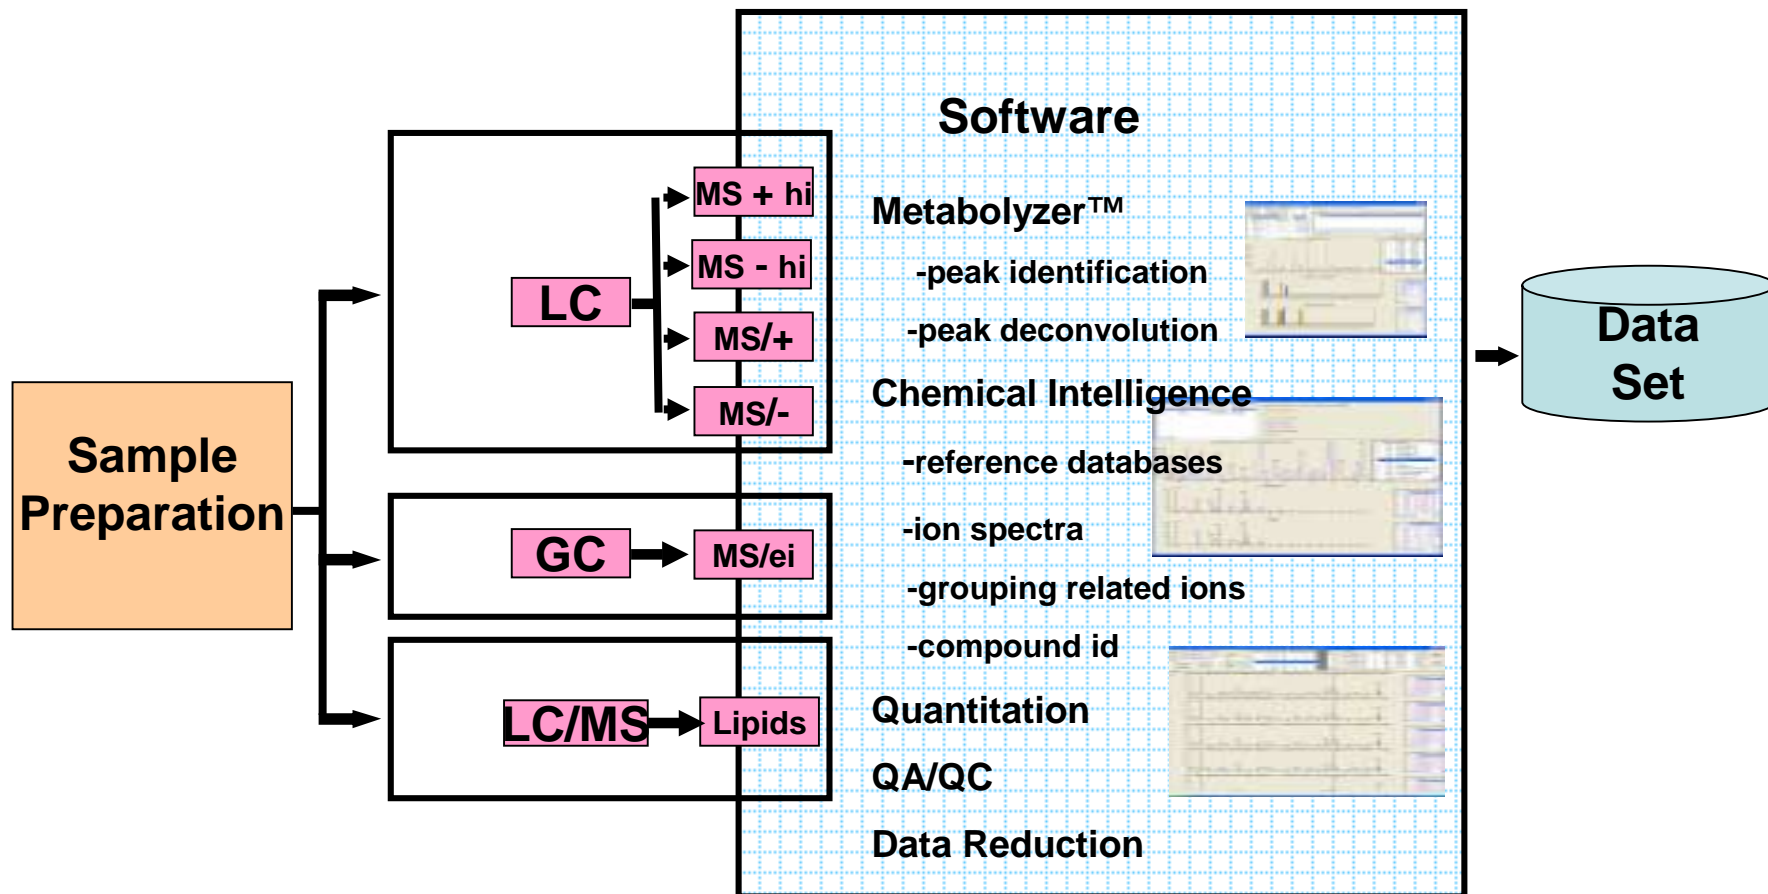 Sample
Preparation
LC
MS + hi
MS - hi
MS/+
MS/-
GC
MS/ei
LC/MS
Lipids
Software
Metabolyzer™
-peak identification
-peak deconvolution
Chemical Intelligence
-reference databases
-ion spectra
-grouping related ions
-compound id
Quantitation
QA/QC
Data Reduction
Data
Set